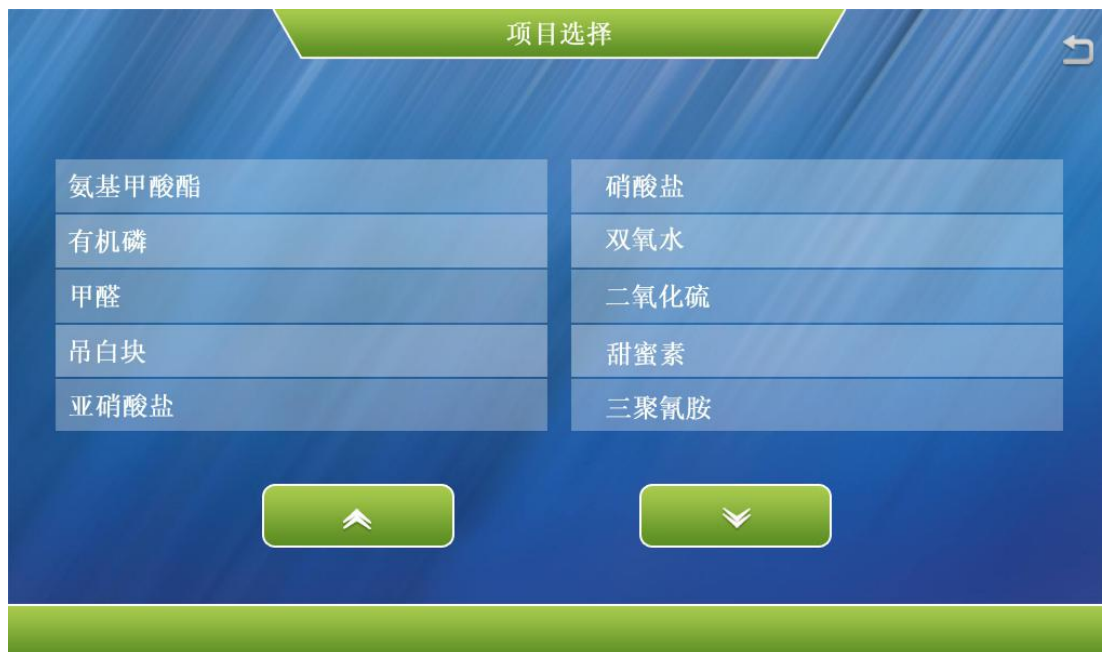 项目选择
氨基甲酸酯
有机磷
甲醛
吊白块
亚硝酸盐
硝酸盐
双氧水
二氧化硫
甜蜜素
三聚氰胺